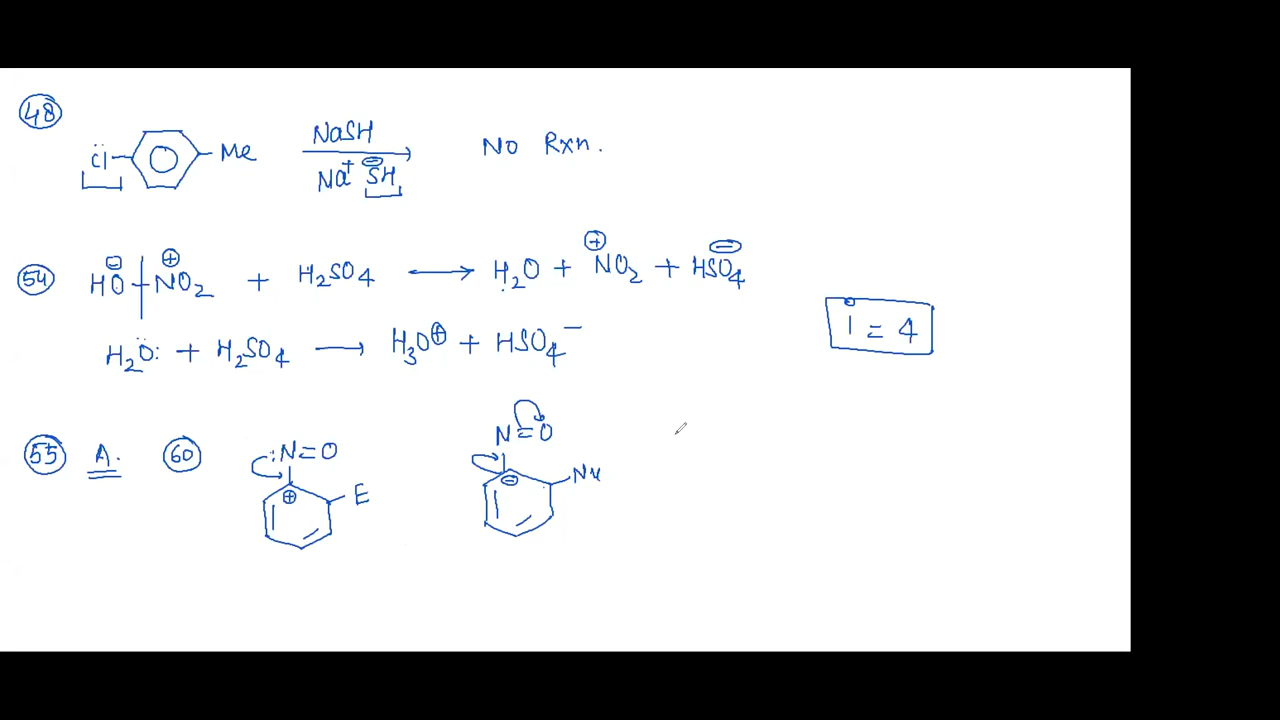 48
Cl Me NaSH No Rxn.
Na⁺ ⊖SH
54 HO⊖ ⊕NO₂ + H₂SO₄ → H₂O + ⊕NO₂ + HSO₄⊖
i = 4
H₂O: + H₂SO₄ → H₃O⊕ + HSO₄⁻
55 A. 60 :N=O N=O
⊕ E ⊖ Nu